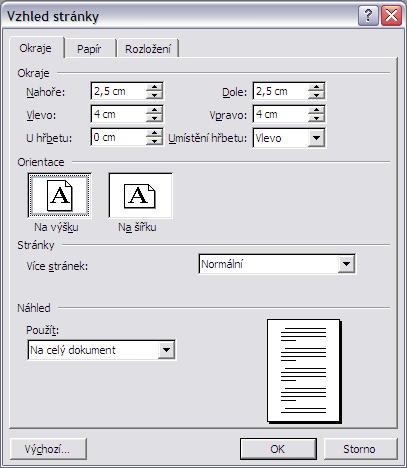 Vzhled stránky
Okraje Papír Rozložení
Okraje
Nahoře: 2,5 cm Dole: 2,5 cm
Vlevo: 4 cm Vpravo: 4 cm
U hřbetu: 0 cm Umístění hřbetu: Vlevo
Orientace
A A
Na výšku Na šířku
Stránky
Více stránek: Normální
Náhled
Použít:
Na celý dokument
Výchozí... OK Storno